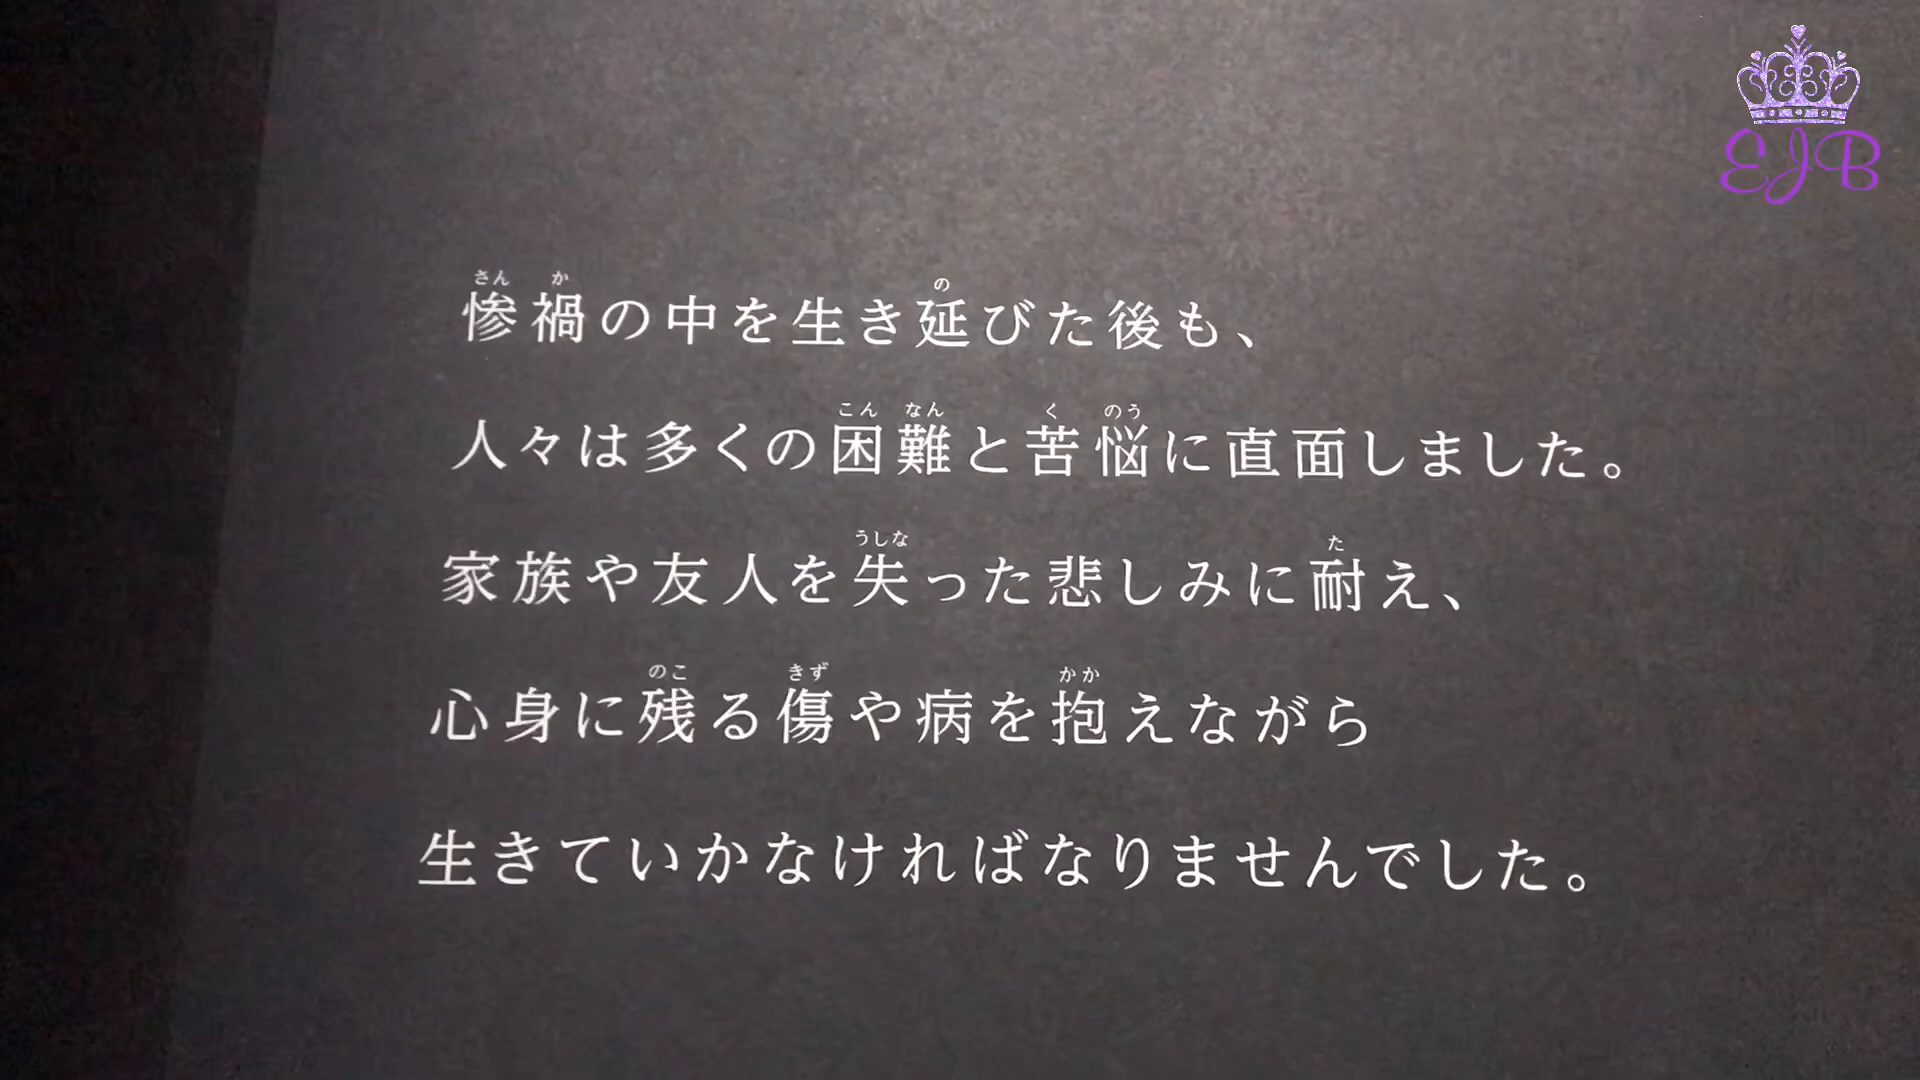 EJB
惨禍の中を生き延びた後も、
人々は多くの困難と苦悩に直面しました。
家族や友人を失った悲しみに耐え、
心身に残る傷や病を抱えながら
生きていかなければなりませんでした。